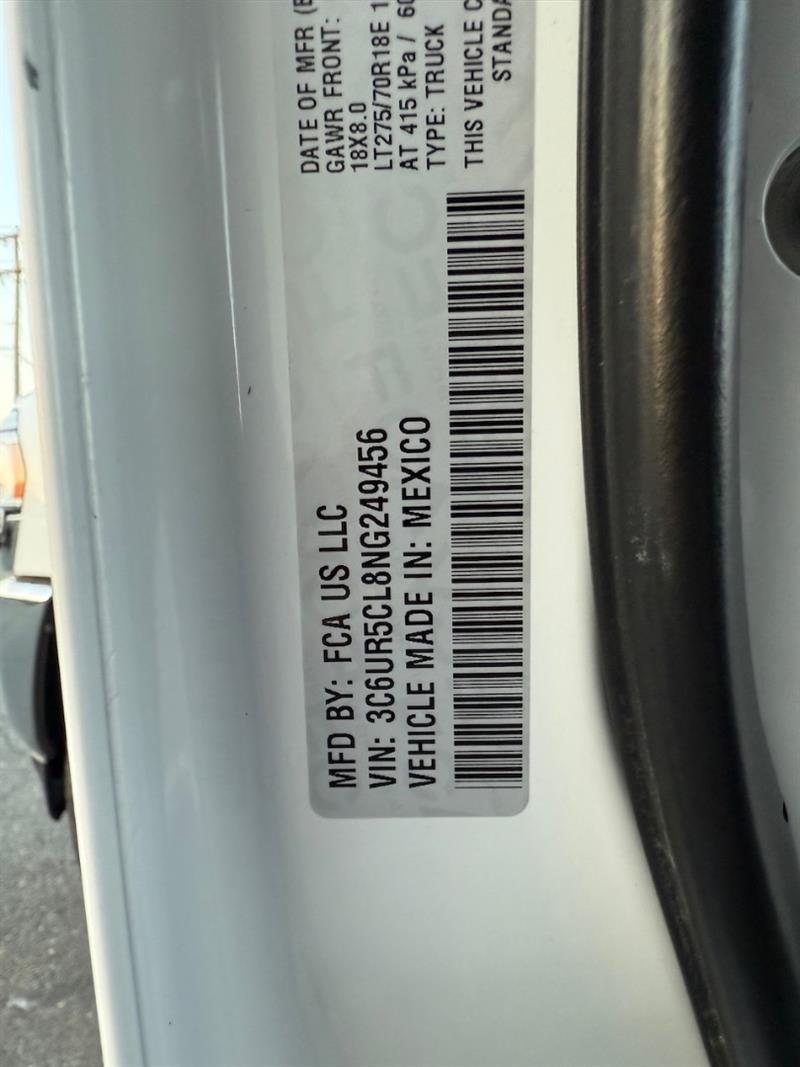 MFD BY: FCA US LLC
VIN: 3C6UR5CL8NG249456
VEHICLE MADE IN: MEXICO
DATE OF MFR
GAWR FRONT:
18X8.0
LT275/70R18E
AT 415 kPa /
TYPE: TRUCK
THIS VEHICLE